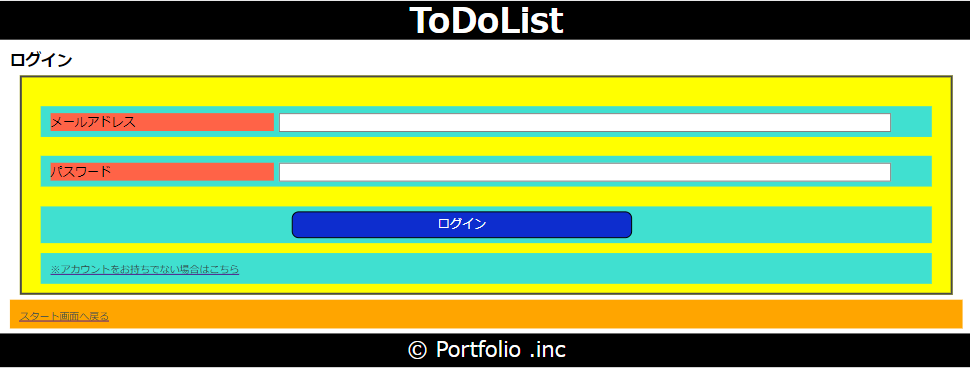 ToDoList
ログイン
メールアドレス
パスワード
ログイン
※アカウントをお持ちでない場合はこちら
スタート画面へ戻る
© Portfolio .inc